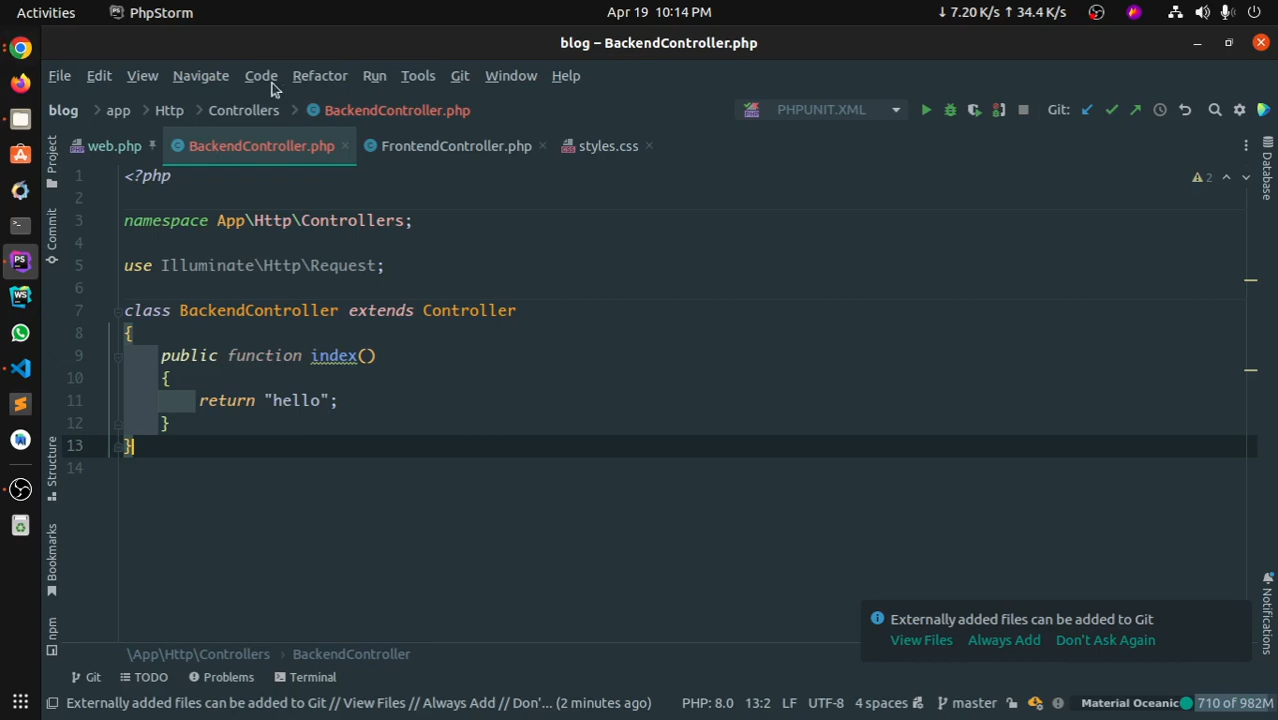 Activities PhpStorm Apr 19 10:14 PM ↓ 7.20 K/s ↑ 34.4 K/s
blog – BackendController.php
File Edit View Navigate Code Refactor Run Tools Git Window Help
blog app Http Controllers BackendController.php PHPUNIT.XML Git:
web.php BackendController.php FrontendController.php styles.css
Project
Commit
Structure
Bookmarks
npm
1 <?php
2
3 namespace App\Http\Controllers;
4
5 use Illuminate\Http\Request;
6
7 class BackendController extends Controller
8 {
9 public function index()
10 {
11 return "hello";
12 }
13 }
14
2
Database
Notifications
PS
WS
Externally added files can be added to Git
View Files Always Add Don't Ask Again
\App\Http\Controllers BackendController
Git TODO Problems Terminal
Externally added files can be added to Git // View Files // Always Add // Don'... (2 minutes ago) PHP: 8.0 13:2 LF UTF-8 4 spaces master Material Oceanic 710 of 982M